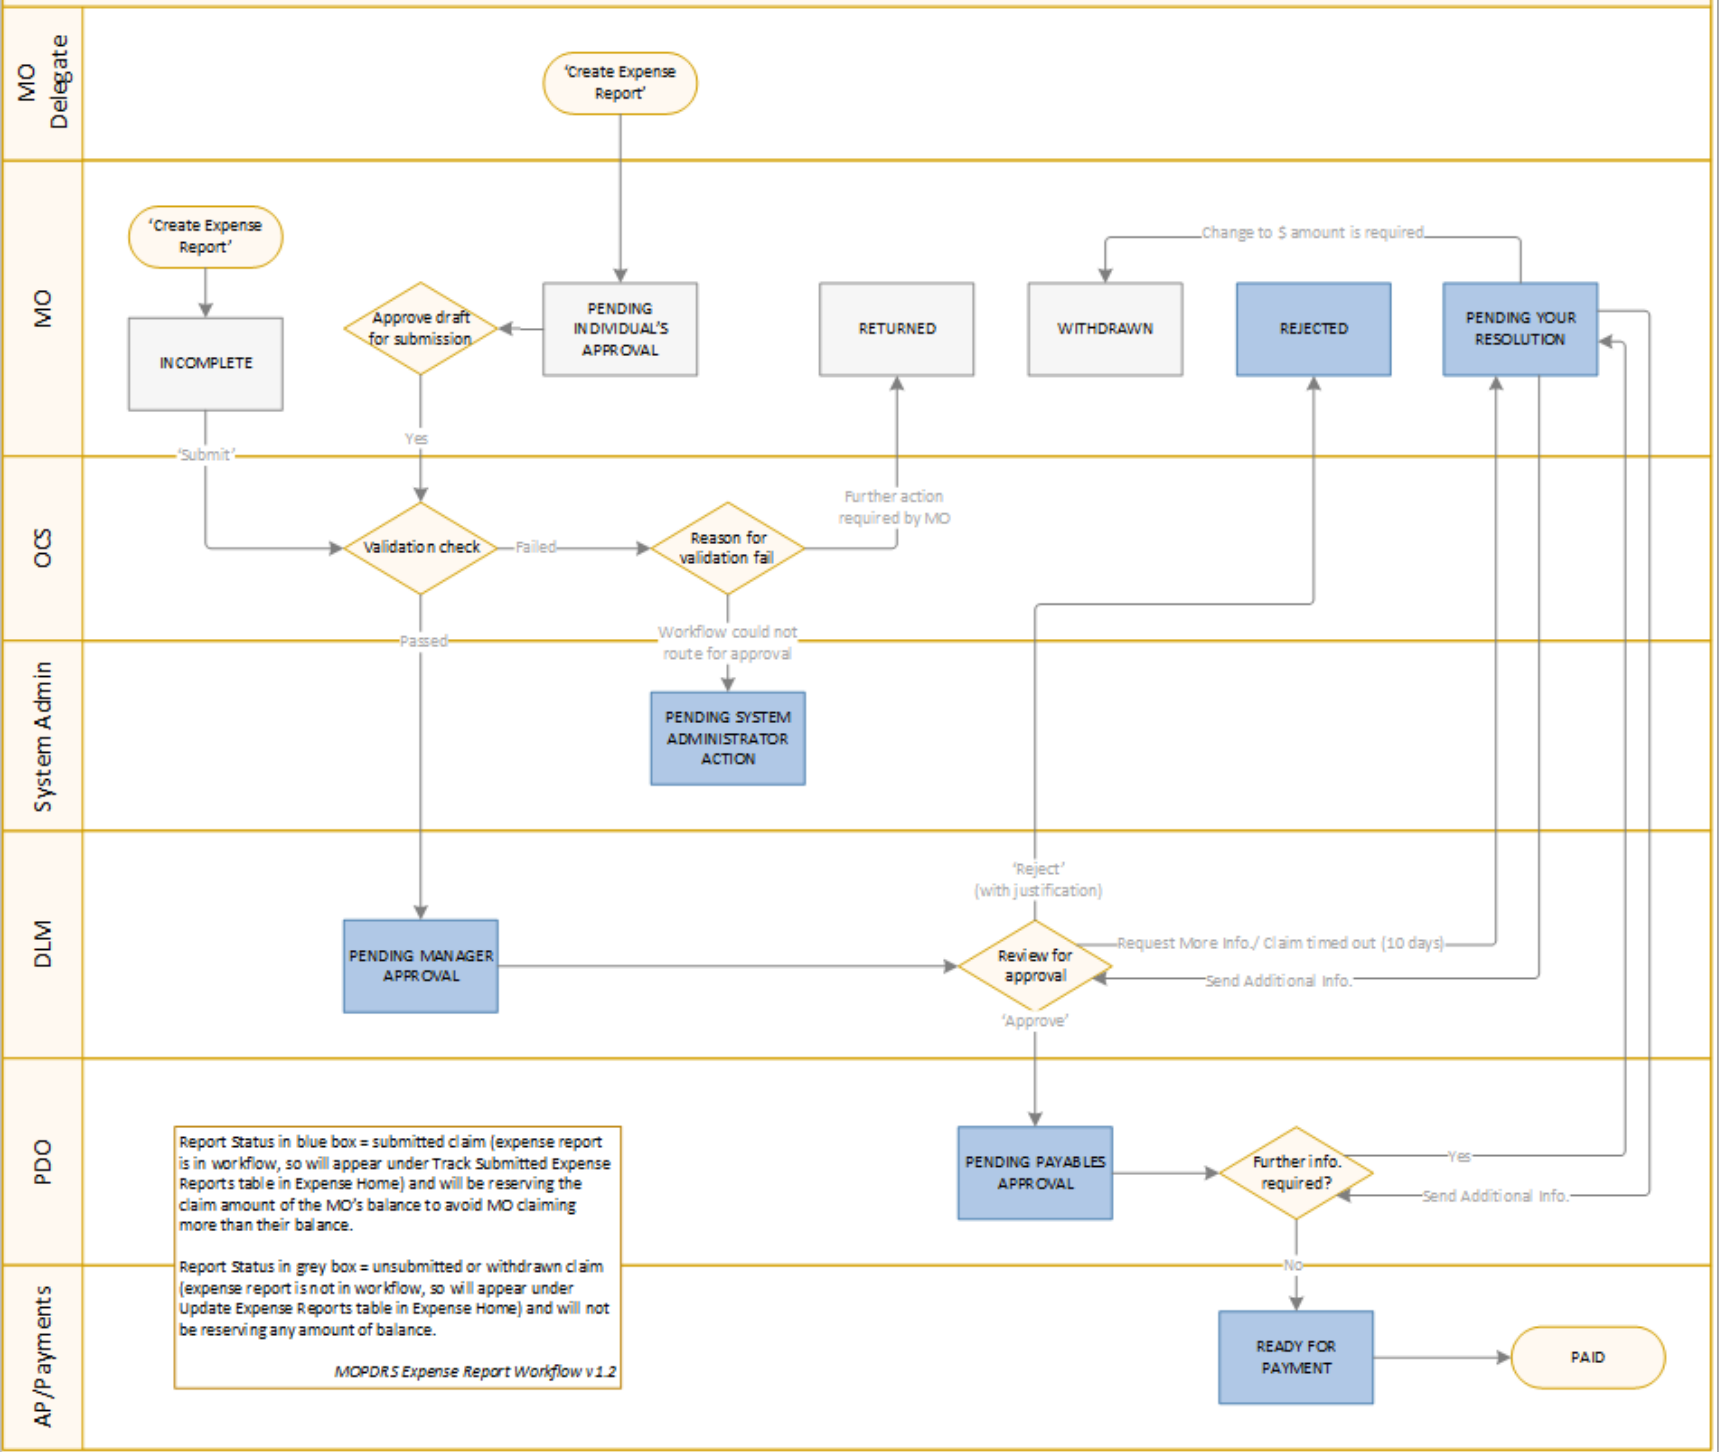 MO
Delegate
'Create Expense
Report'
MO
'Create Expense
Report'
Change to $ amount is required
INCOMPLETE
Approve draft
for submission
PENDING
INDIVIDUAL'S
APPROVAL
RETURNED
WITHDRAWN
REJECTED
PENDING YOUR
RESOLUTION
Yes
'Submit'
OCS
Validation check
Failed
Reason for
validation fail
Further action
required by MO
Passed
Workflow could not
route for approval
System Admin
PENDING SYSTEM
ADMINISTRATOR
ACTION
DLM
'Reject'
(with justification)
PENDING MANAGER
APPROVAL
Review for
approval
Request More Info./ Claim timed out (10 days)
Send Additional Info.
'Approve'
PDO
PENDING PAYABLES
APPROVAL
Further info.
required?
Yes
Send Additional Info.
No
Report Status in blue box = submitted claim (expense report
is in workflow, so will appear under Track Submitted Expense
Reports table in Expense Home) and will be reserving the
claim amount of the MO's balance to avoid MO claiming
more than their balance.
Report Status in grey box = unsubmitted or withdrawn claim
(expense report is not in workflow, so will appear under
Update Expense Reports table in Expense Home) and will not
be reserving any amount of balance.
MOPDRS Expense Report Workflow v1.2
AP/Payments
READY FOR
PAYMENT
PAID